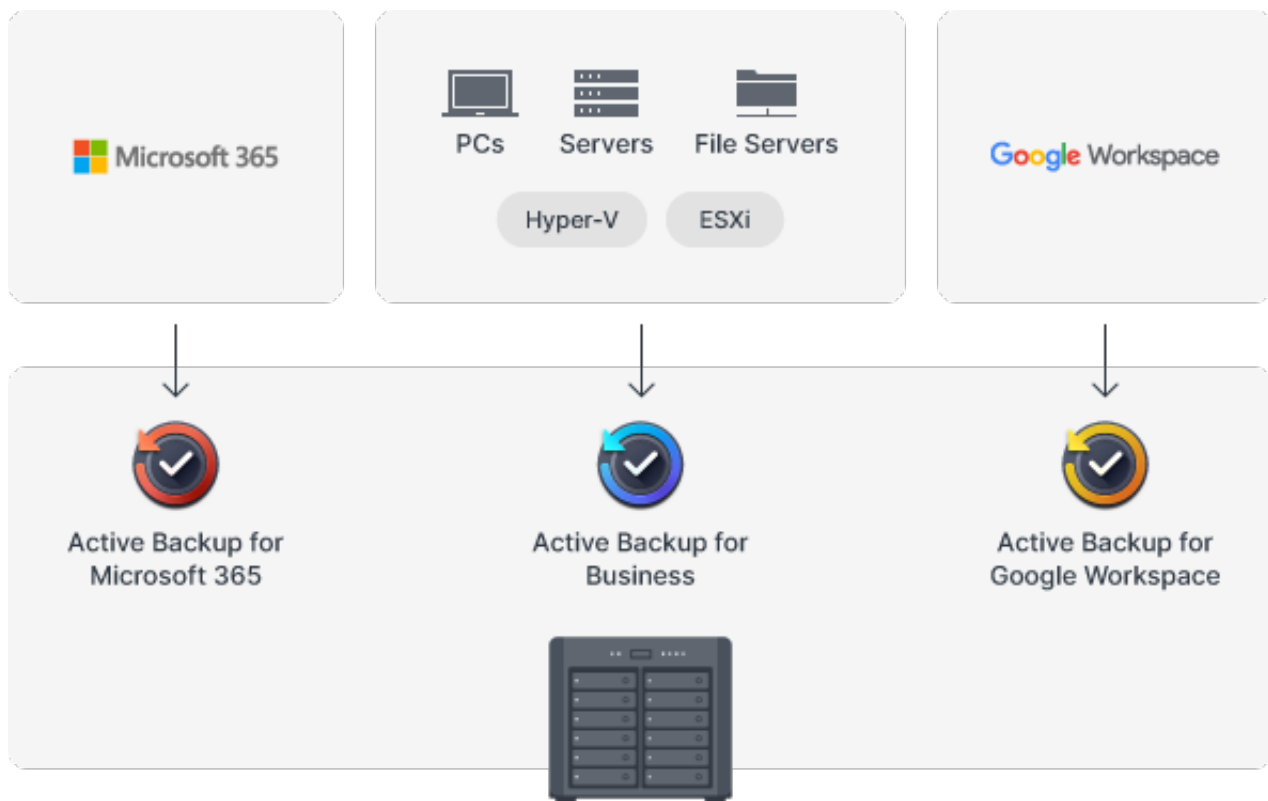 Microsoft 365
PCs
Servers
File Servers
Hyper-V
ESXi
Google Workspace
Active Backup for
Microsoft 365
Active Backup for
Business
Active Backup for
Google Workspace